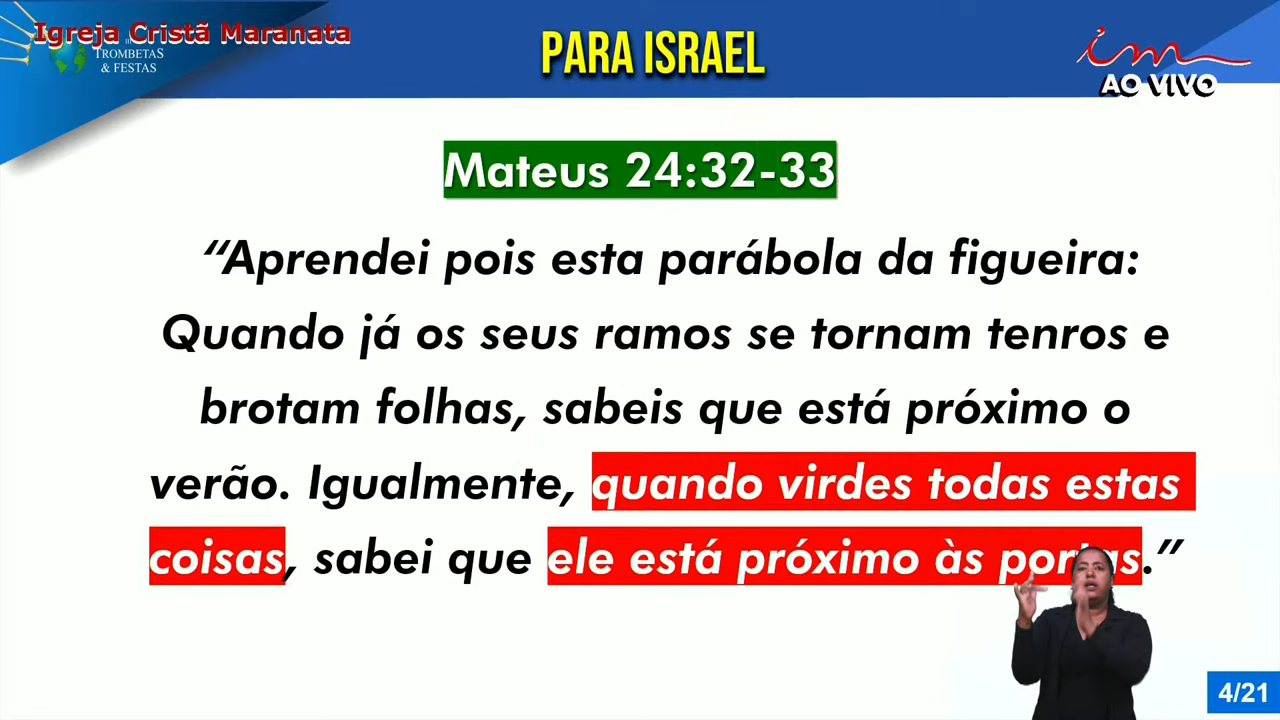 Igreja Cristã Maranata
TROMBETAS
& FESTAS
PARA ISRAEL
im
AO VIVO
Mateus 24:32-33
“Aprendei pois esta parábola da figueira:
Quando já os seus ramos se tornam tenros e
brotam folhas, sabeis que está próximo o
verão. Igualmente, quando virdes todas estas
coisas, sabei que ele está próximo às portas.”
4/21